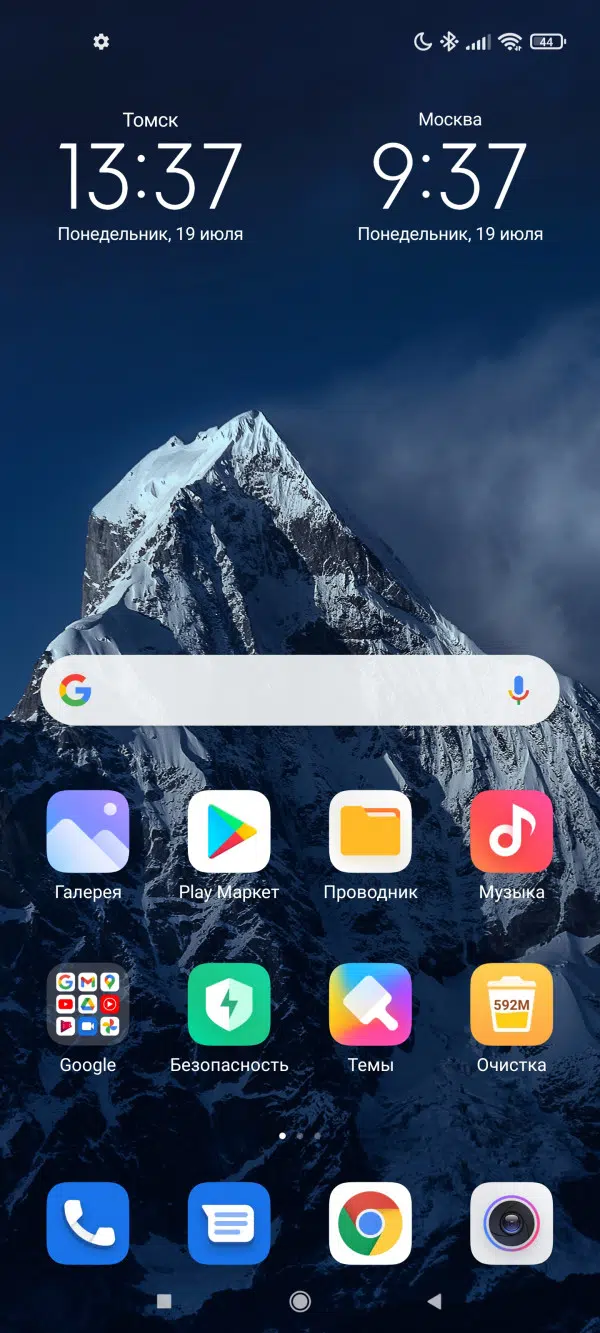 44
Томск
Москва
13:37
9:37
Понедельник, 19 июля
Понедельник, 19 июля
Галерея
Play Маркет
Проводник
Музыка
592M
Google
Безопасность
Темы
Очистка